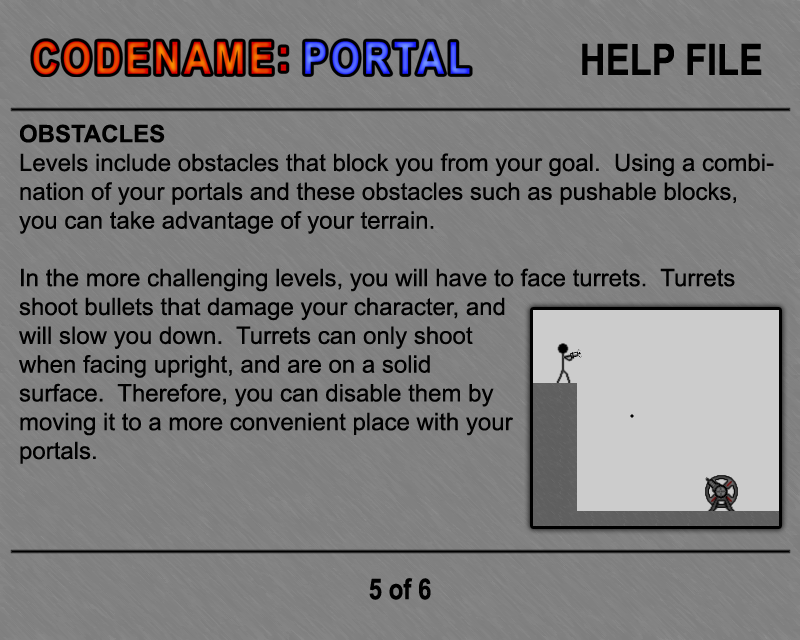 CODENAME: PORTAL
HELP FILE
OBSTACLES
Levels include obstacles that block you from your goal.  Using a combi-
nation of your portals and these obstacles such as pushable blocks,
you can take advantage of your terrain.
In the more challenging levels, you will have to face turrets.  Turrets
shoot bullets that damage your character, and
will slow you down.  Turrets can only shoot
when facing upright, and are on a solid
surface.  Therefore, you can disable them by
moving it to a more convenient place with your
portals.
5 of 6